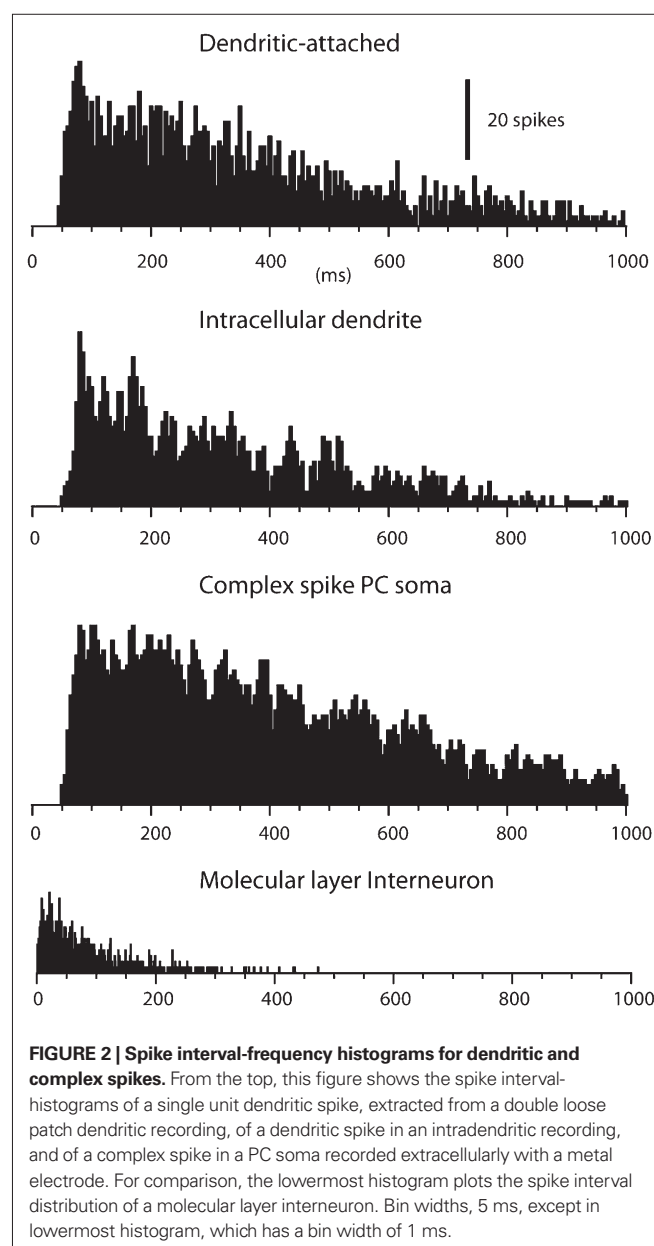 Dendritic-attached
20 spikes
0 200 400 600 800 1000
(ms)
Intracellular dendrite
0 200 400 600 800 1000
Complex spike PC soma
0 200 400 600 800 1000
Molecular layer Interneuron
0 200 400 600 800 1000
FIGURE 2 | Spike interval-frequency histograms for dendritic and
complex spikes. From the top, this figure shows the spike interval-
histograms of a single unit dendritic spike, extracted from a double loose
patch dendritic recording, of a dendritic spike in an intradendritic recording,
and of a complex spike in a PC soma recorded extracellularly with a metal
electrode. For comparison, the lowermost histogram plots the spike interval
distribution of a molecular layer interneuron. Bin widths, 5 ms, except in
lowermost histogram, which has a bin width of 1 ms.